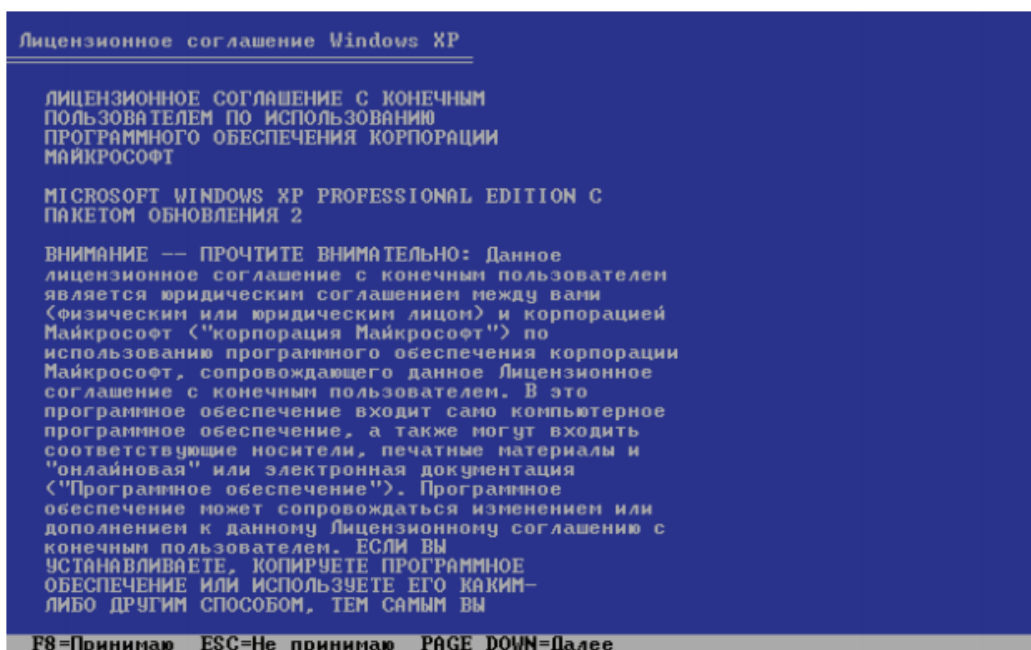 Лицензионное соглашение Windows XP
ЛИЦЕНЗИОННОЕ СОГЛАШЕНИЕ С КОНЕЧНЫМ
ПОЛЬЗОВАТЕЛЕМ ПО ИСПОЛЬЗОВАНИЮ
ПРОГРАММНОГО ОБЕСПЕЧЕНИЯ КОРПОРАЦИИ
МАЙКРОСОФТ
MICROSOFT WINDOWS XP PROFESSIONAL EDITION С
ПАКЕТОМ ОБНОВЛЕНИЯ 2
ВНИМАНИЕ -- ПРОЧТИТЕ ВНИМАТЕЛЬНО: Данное
лицензионное соглашение с конечным пользователем
является юридическим соглашением между вами
(физическим или юридическим лицом) и корпорацией
Майкрософт ("корпорация Майкрософт") по
использованию программного обеспечения корпорации
Майкрософт, сопровождающего данное Лицензионное
соглашение с конечным пользователем. В это
программное обеспечение входит само компьютерное
программное обеспечение, а также могут входить
соответствующие носители, печатные материалы и
"онлайновая" или электронная документация
("Программное обеспечение"). Программное
обеспечение может сопровождаться изменением или
дополнением к данному Лицензионному соглашению с
конечным пользователем. ЕСЛИ ВЫ
УСТАНАВЛИВАЕТЕ, КОПИРУЕТЕ ПРОГРАММНОЕ
ОБЕСПЕЧЕНИЕ ИЛИ ИСПОЛЬЗУЕТЕ ЕГО КАКИМ-
ЛИБО ДРУГИМ СПОСОБОМ, ТЕМ САМЫМ ВЫ
F8=Принимаю ESC=Не принимаю PAGE DOWN=Далее